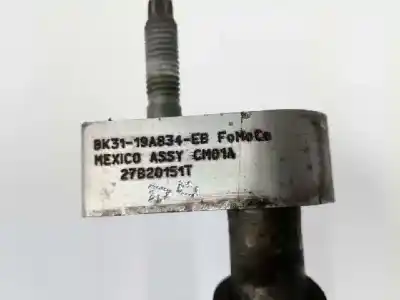 BK31-19A834-EB FoMoCo
MEXICO ASSY CM01A
27820151T